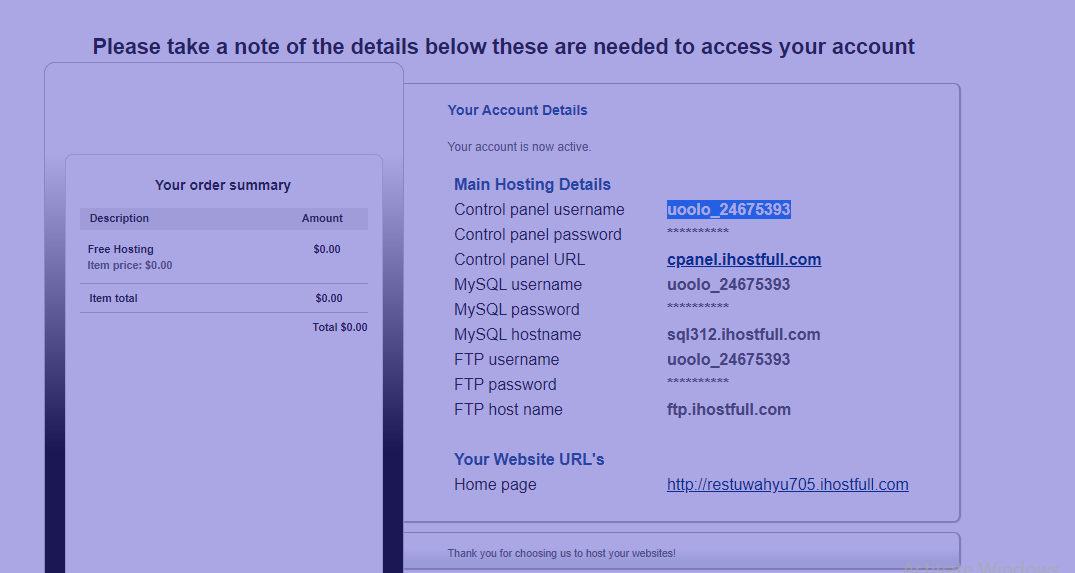 Please take a note of the details below these are needed to access your account
Your order summary
Description Amount
Free Hosting $0.00
Item price: $0.00
Item total $0.00
Total $0.00
Your Account Details
Your account is now active.
Main Hosting Details
Control panel username uoolo_24675393
Control panel password **********
Control panel URL cpanel.ihostfull.com
MySQL username uoolo_24675393
MySQL password **********
MySQL hostname sql312.ihostfull.com
FTP username uoolo_24675393
FTP password **********
FTP host name ftp.ihostfull.com
Your Website URL's
Home page http://restuwahyu705.ihostfull.com
Thank you for choosing us to host your websites!
Activate Windows